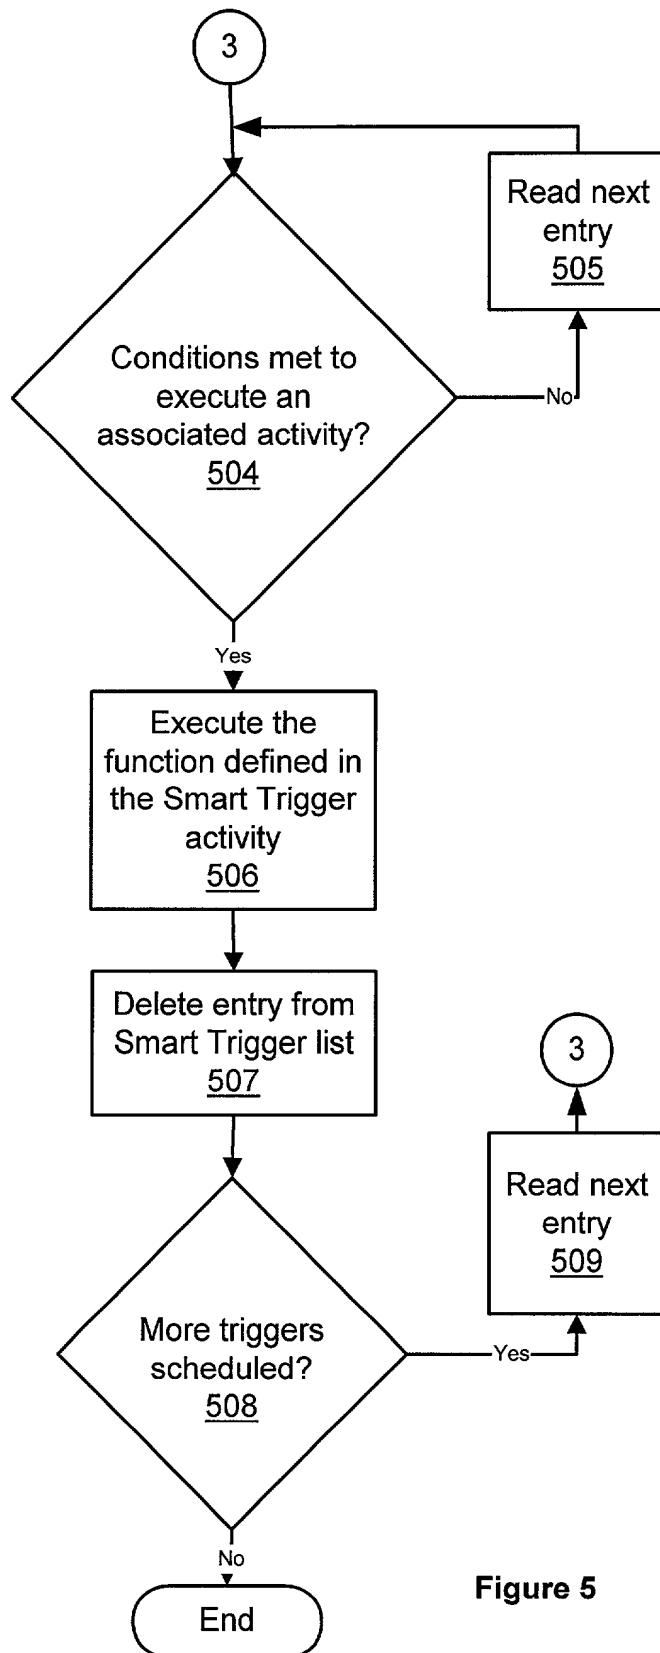 3
Read next
entry
505
Conditions met to
execute an
associated activity?
504
No
Yes
Execute the
function defined in
the Smart Trigger
activity
506
Delete entry from
Smart Trigger list
507
3
Read next
entry
509
More triggers
scheduled?
508
Yes
No
End
Figure 5